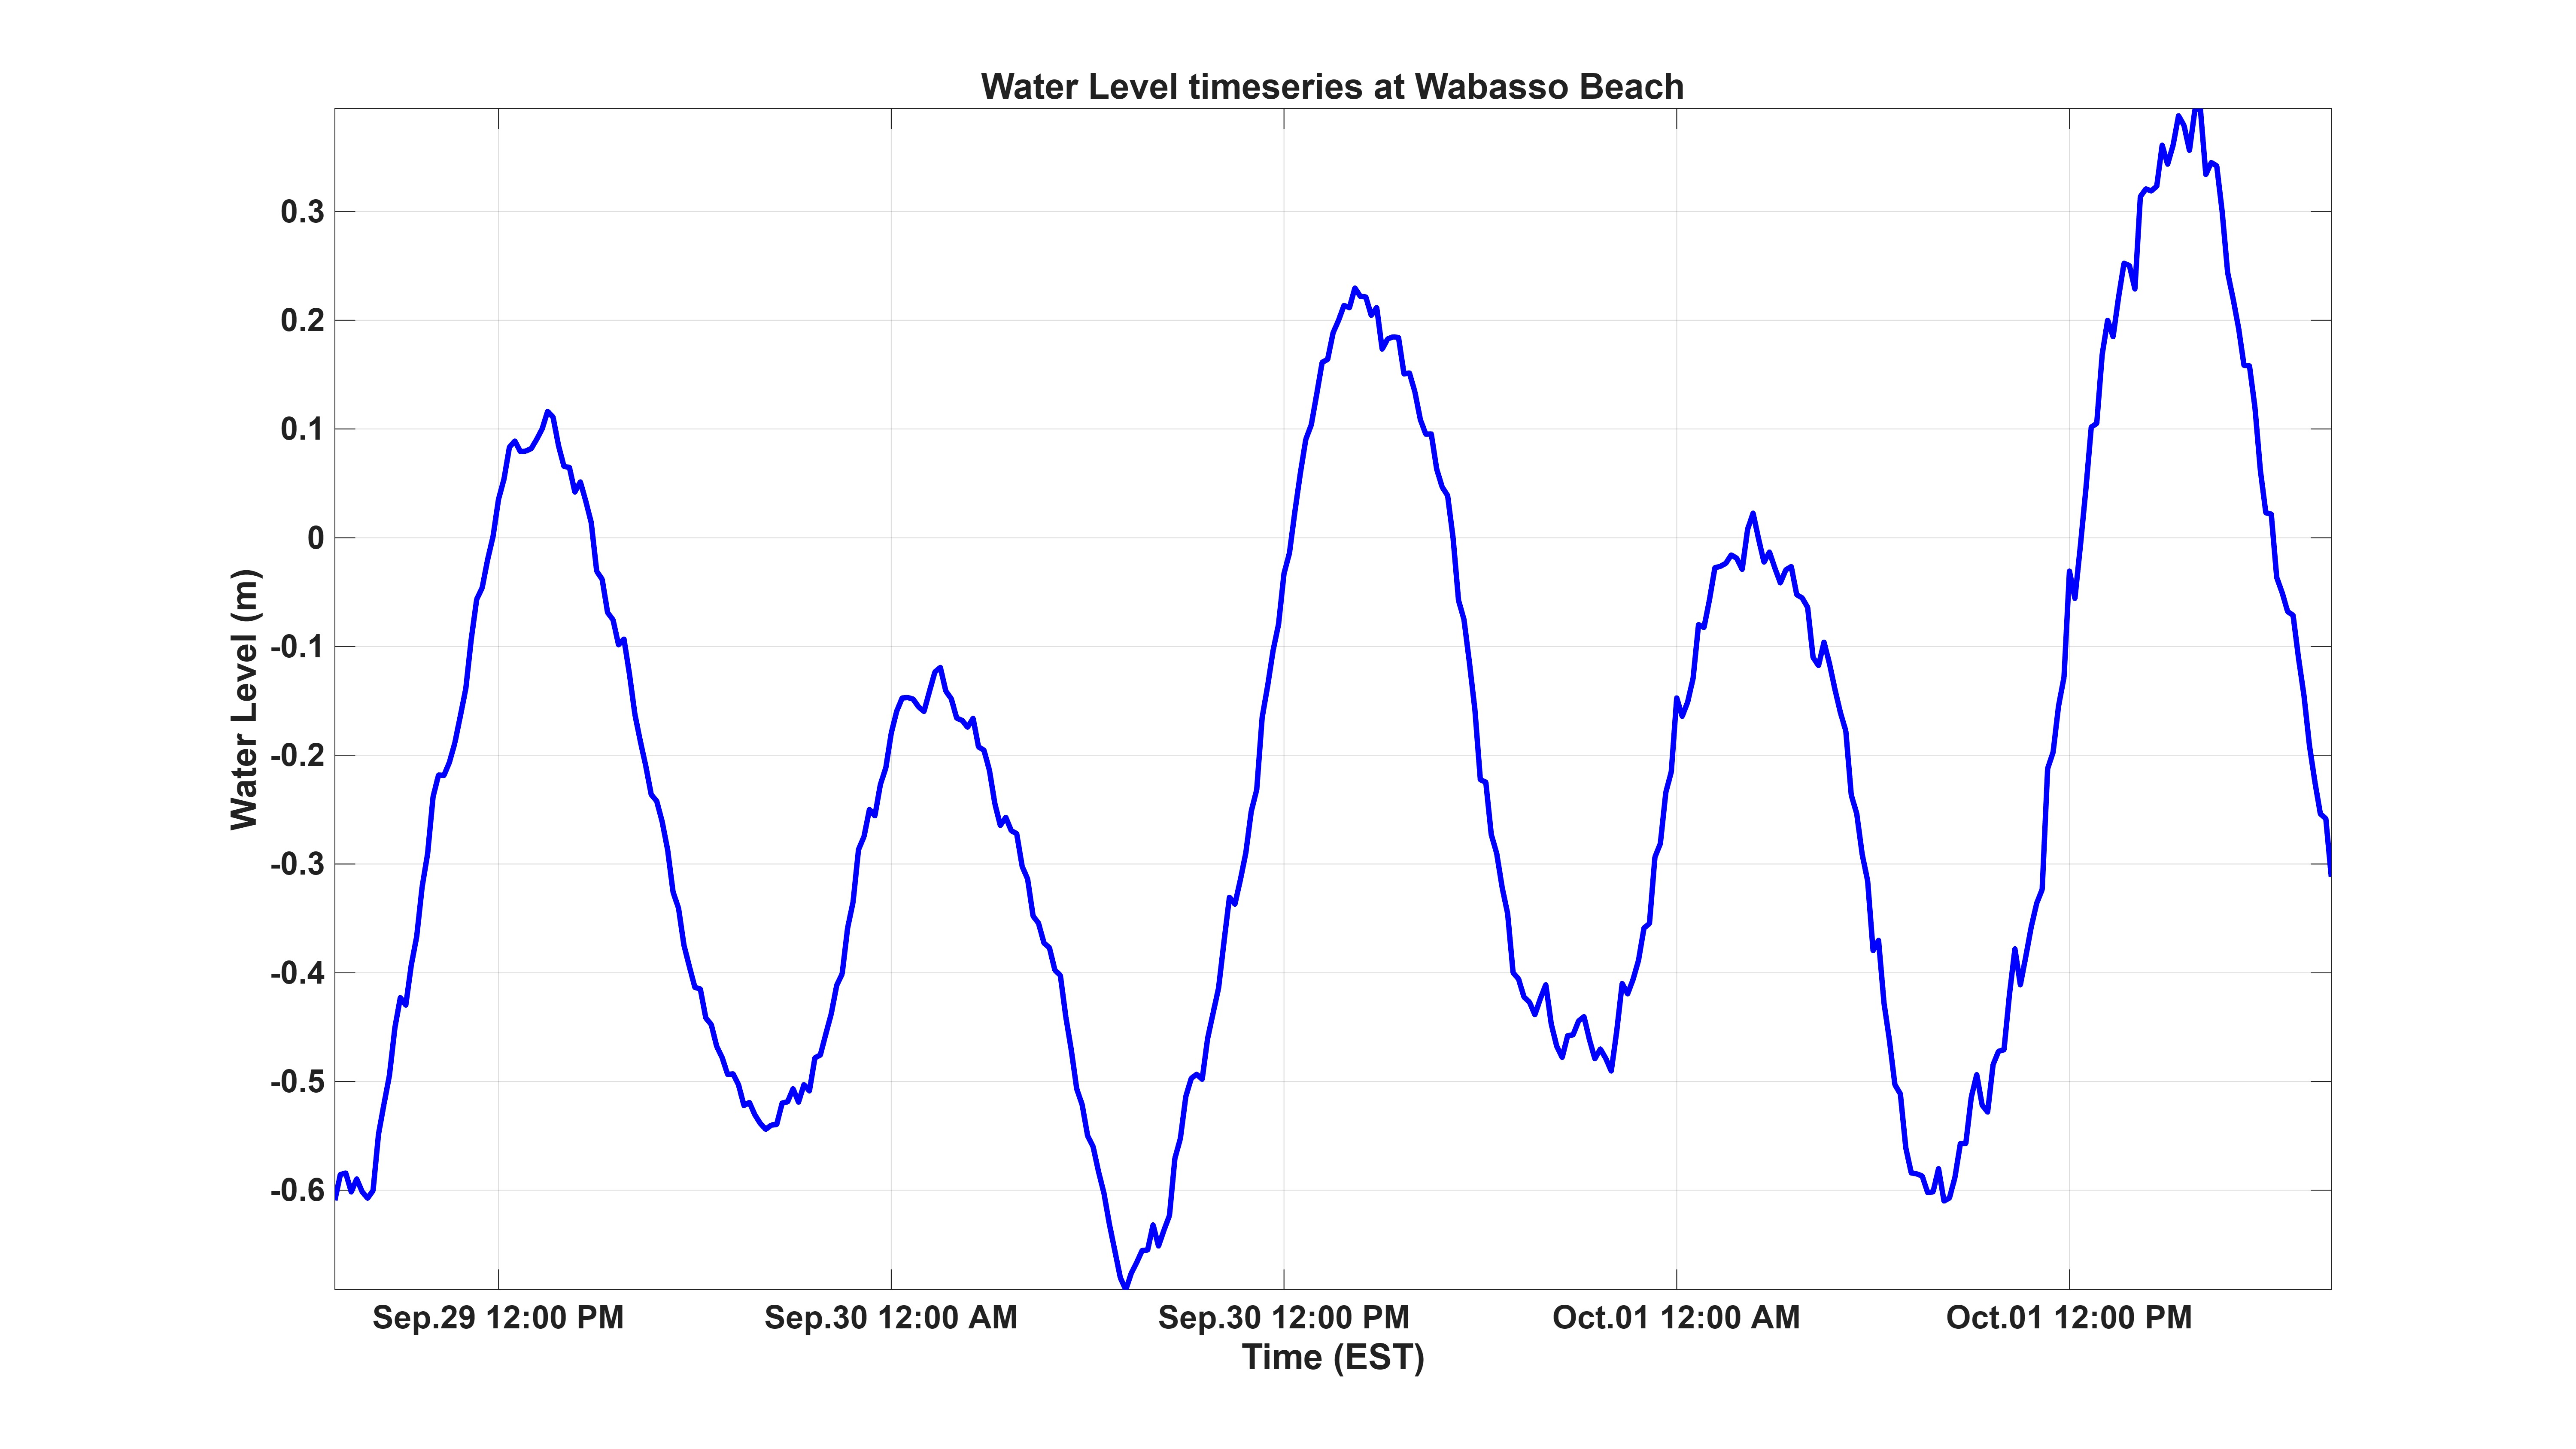 Water Level timeseries at Wabasso Beach
Water Level (m)
0.3
0.2
0.1
0
-0.1
-0.2
-0.3
-0.4
-0.5
-0.6
Sep.29 12:00 PM
Sep.30 12:00 AM
Sep.30 12:00 PM
Oct.01 12:00 AM
Oct.01 12:00 PM
Time (EST)